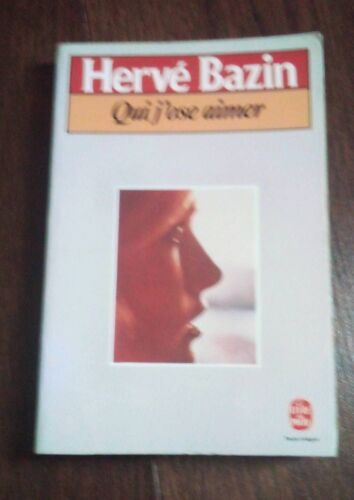 Hervé Bazin
Qui j'ose aimer